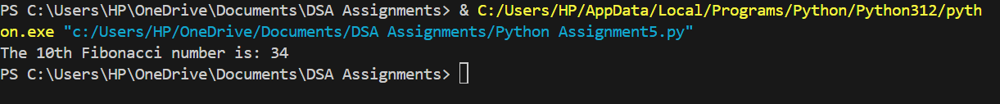 PS C:\Users\HP\OneDrive\Documents\DSA Assignments> & C:/Users/HP/AppData/Local/Programs/Python/Python312/pyth
on.exe "c:/Users/HP/OneDrive/Documents/DSA Assignments/Python Assignment5.py"
The 10th Fibonacci number is: 34
PS C:\Users\HP\OneDrive\Documents\DSA Assignments>